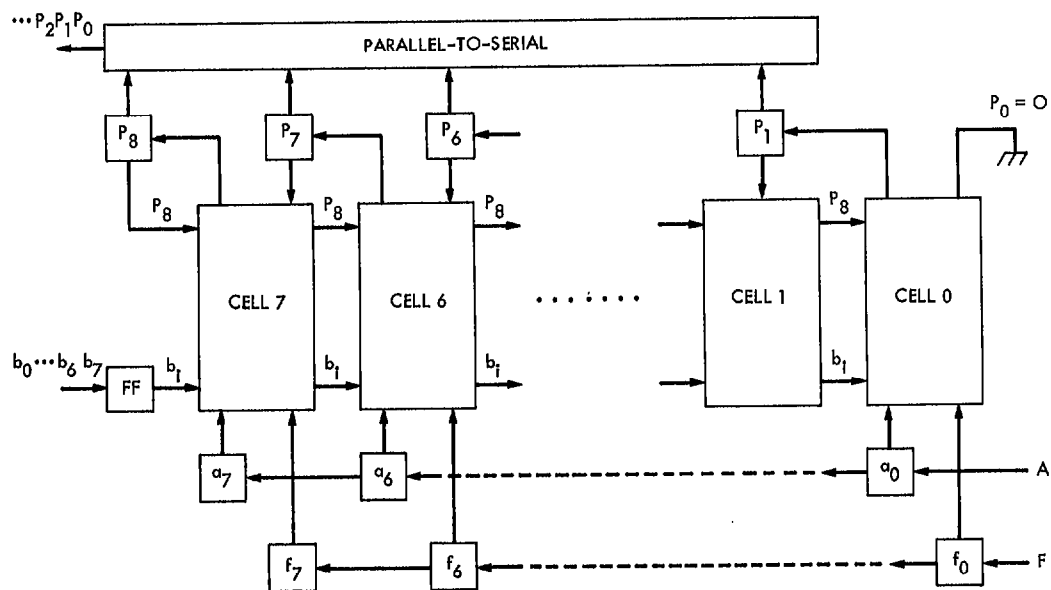 …P₂P₁P₀
PARALLEL-TO-SERIAL
P₀ = O
P₈ P₇ P₆ P₁
P₈ P₈ P₈ P₈
CELL 7 CELL 6 ······· CELL 1 CELL 0
b₀…b₆ b₇ FF bᵢ bᵢ bᵢ bᵢ
a₇ a₆ a₀ A
f₇ f₆ f₀ F